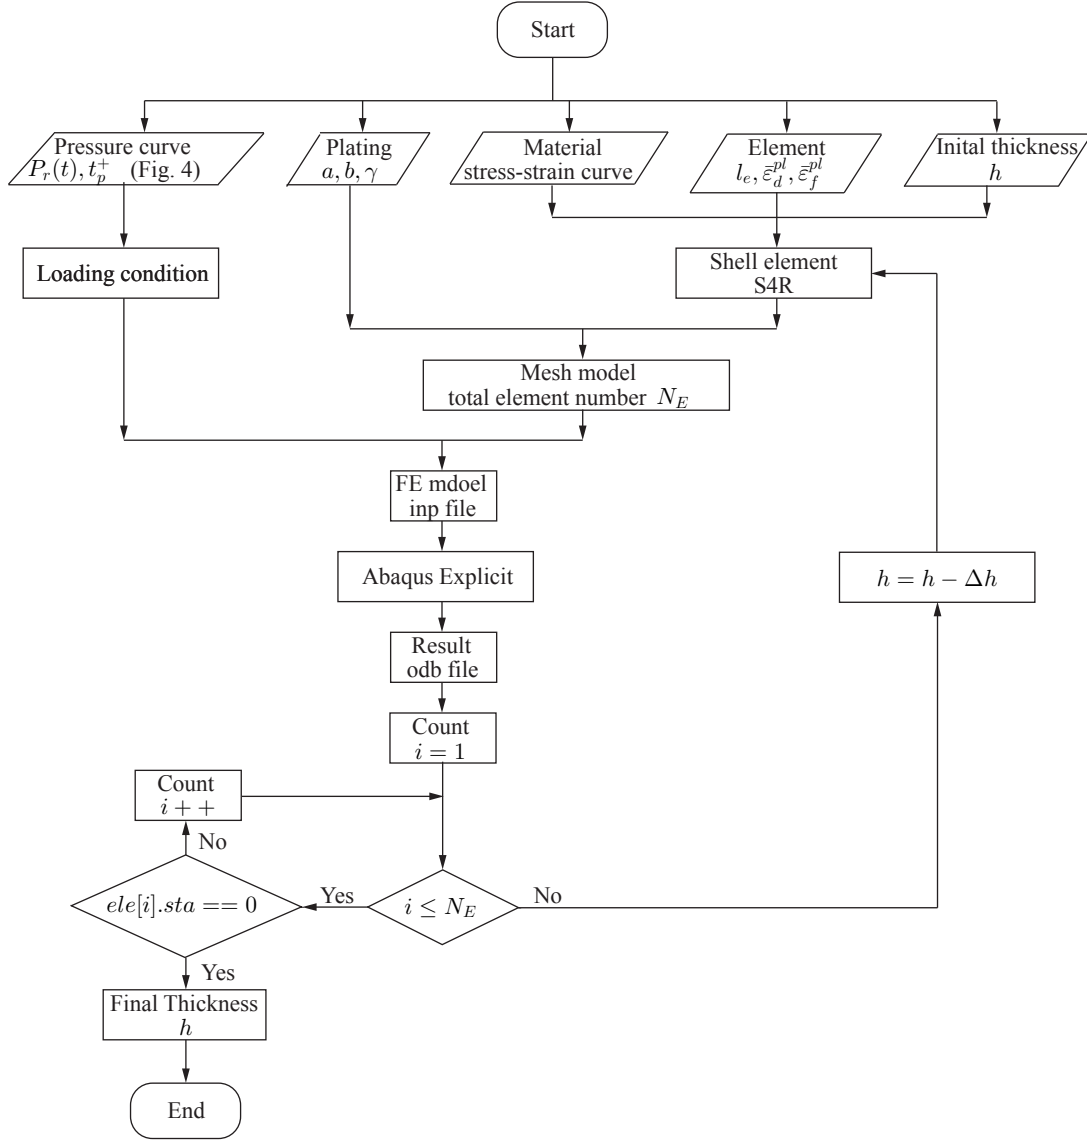 Start
Pressure curve
P_r(t), t_p^+ (Fig. 4)
Plating
a, b, γ
Material
stress-strain curve
Element
l_e, ε̄_d^{pl}, ε̄_f^{pl}
Inital thickness
h
Loading condition
Shell element
S4R
Mesh model
total element number N_E
FE mdoel
inp file
Abaqus Explicit
h = h − Δh
Result
odb file
Count
i = 1
Count
i + +
No
ele[i].sta == 0
Yes
i ≤ N_E
No
Yes
Final Thickness
h
End